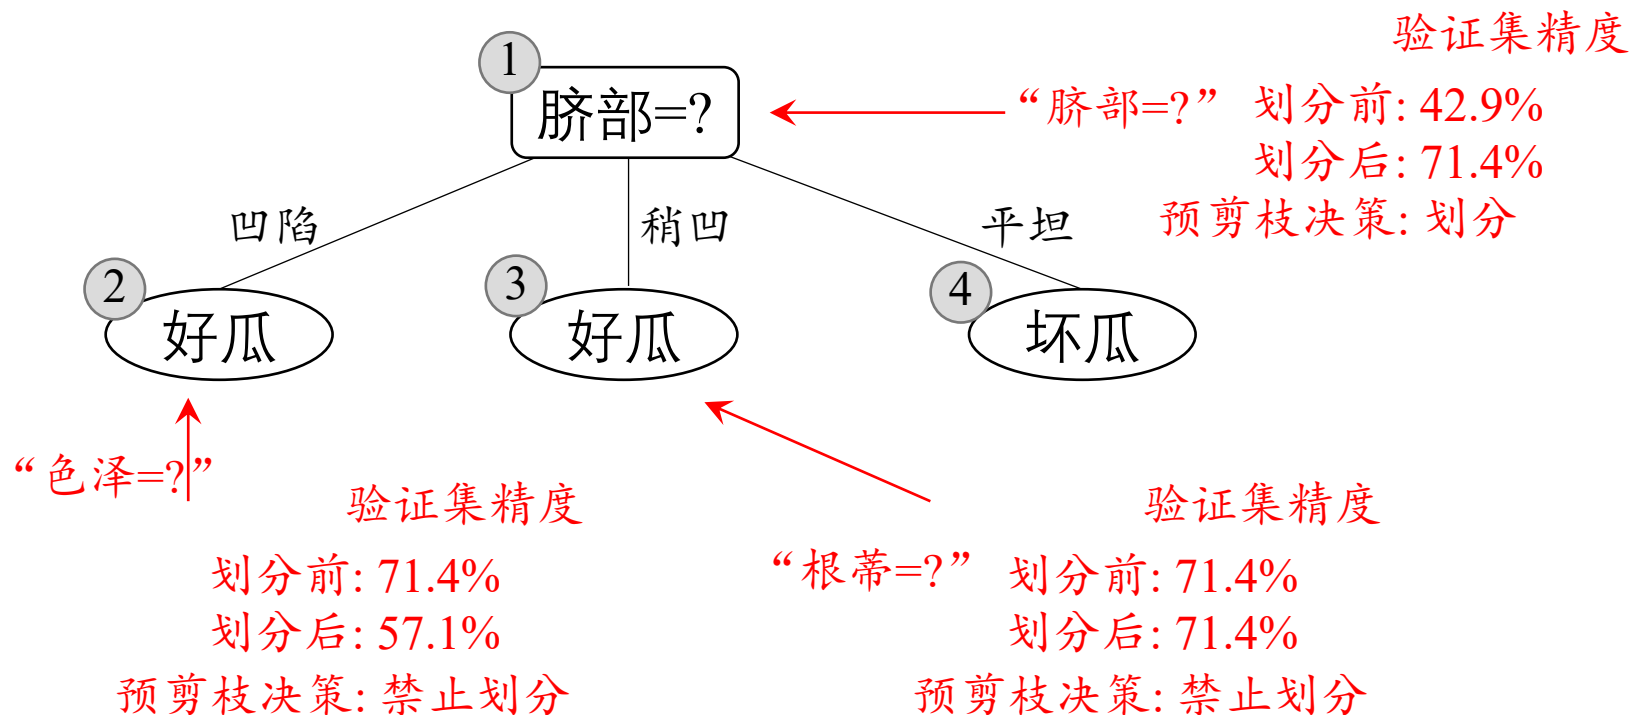 验证集精度
1
脐部=?
“脐部=?” 划分前: 42.9%
划分后: 71.4%
预剪枝决策: 划分
凹陷
稍凹
平坦
2
好瓜
3
好瓜
4
坏瓜
“色泽=?”
验证集精度
划分前: 71.4%
划分后: 57.1%
预剪枝决策: 禁止划分
验证集精度
“根蒂=?” 划分前: 71.4%
划分后: 71.4%
预剪枝决策: 禁止划分